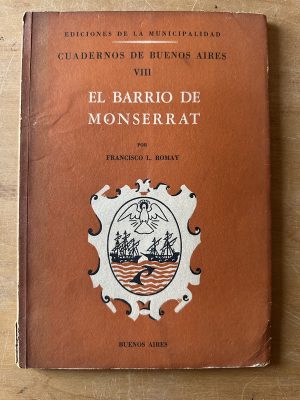 EDICIONES DE LA MUNICIPALIDAD
CUADERNOS DE BUENOS AIRES
VIII
EL BARRIO DE
MONSERRAT
POR
FRANCISCO L. ROMAY
BUENOS AIRES